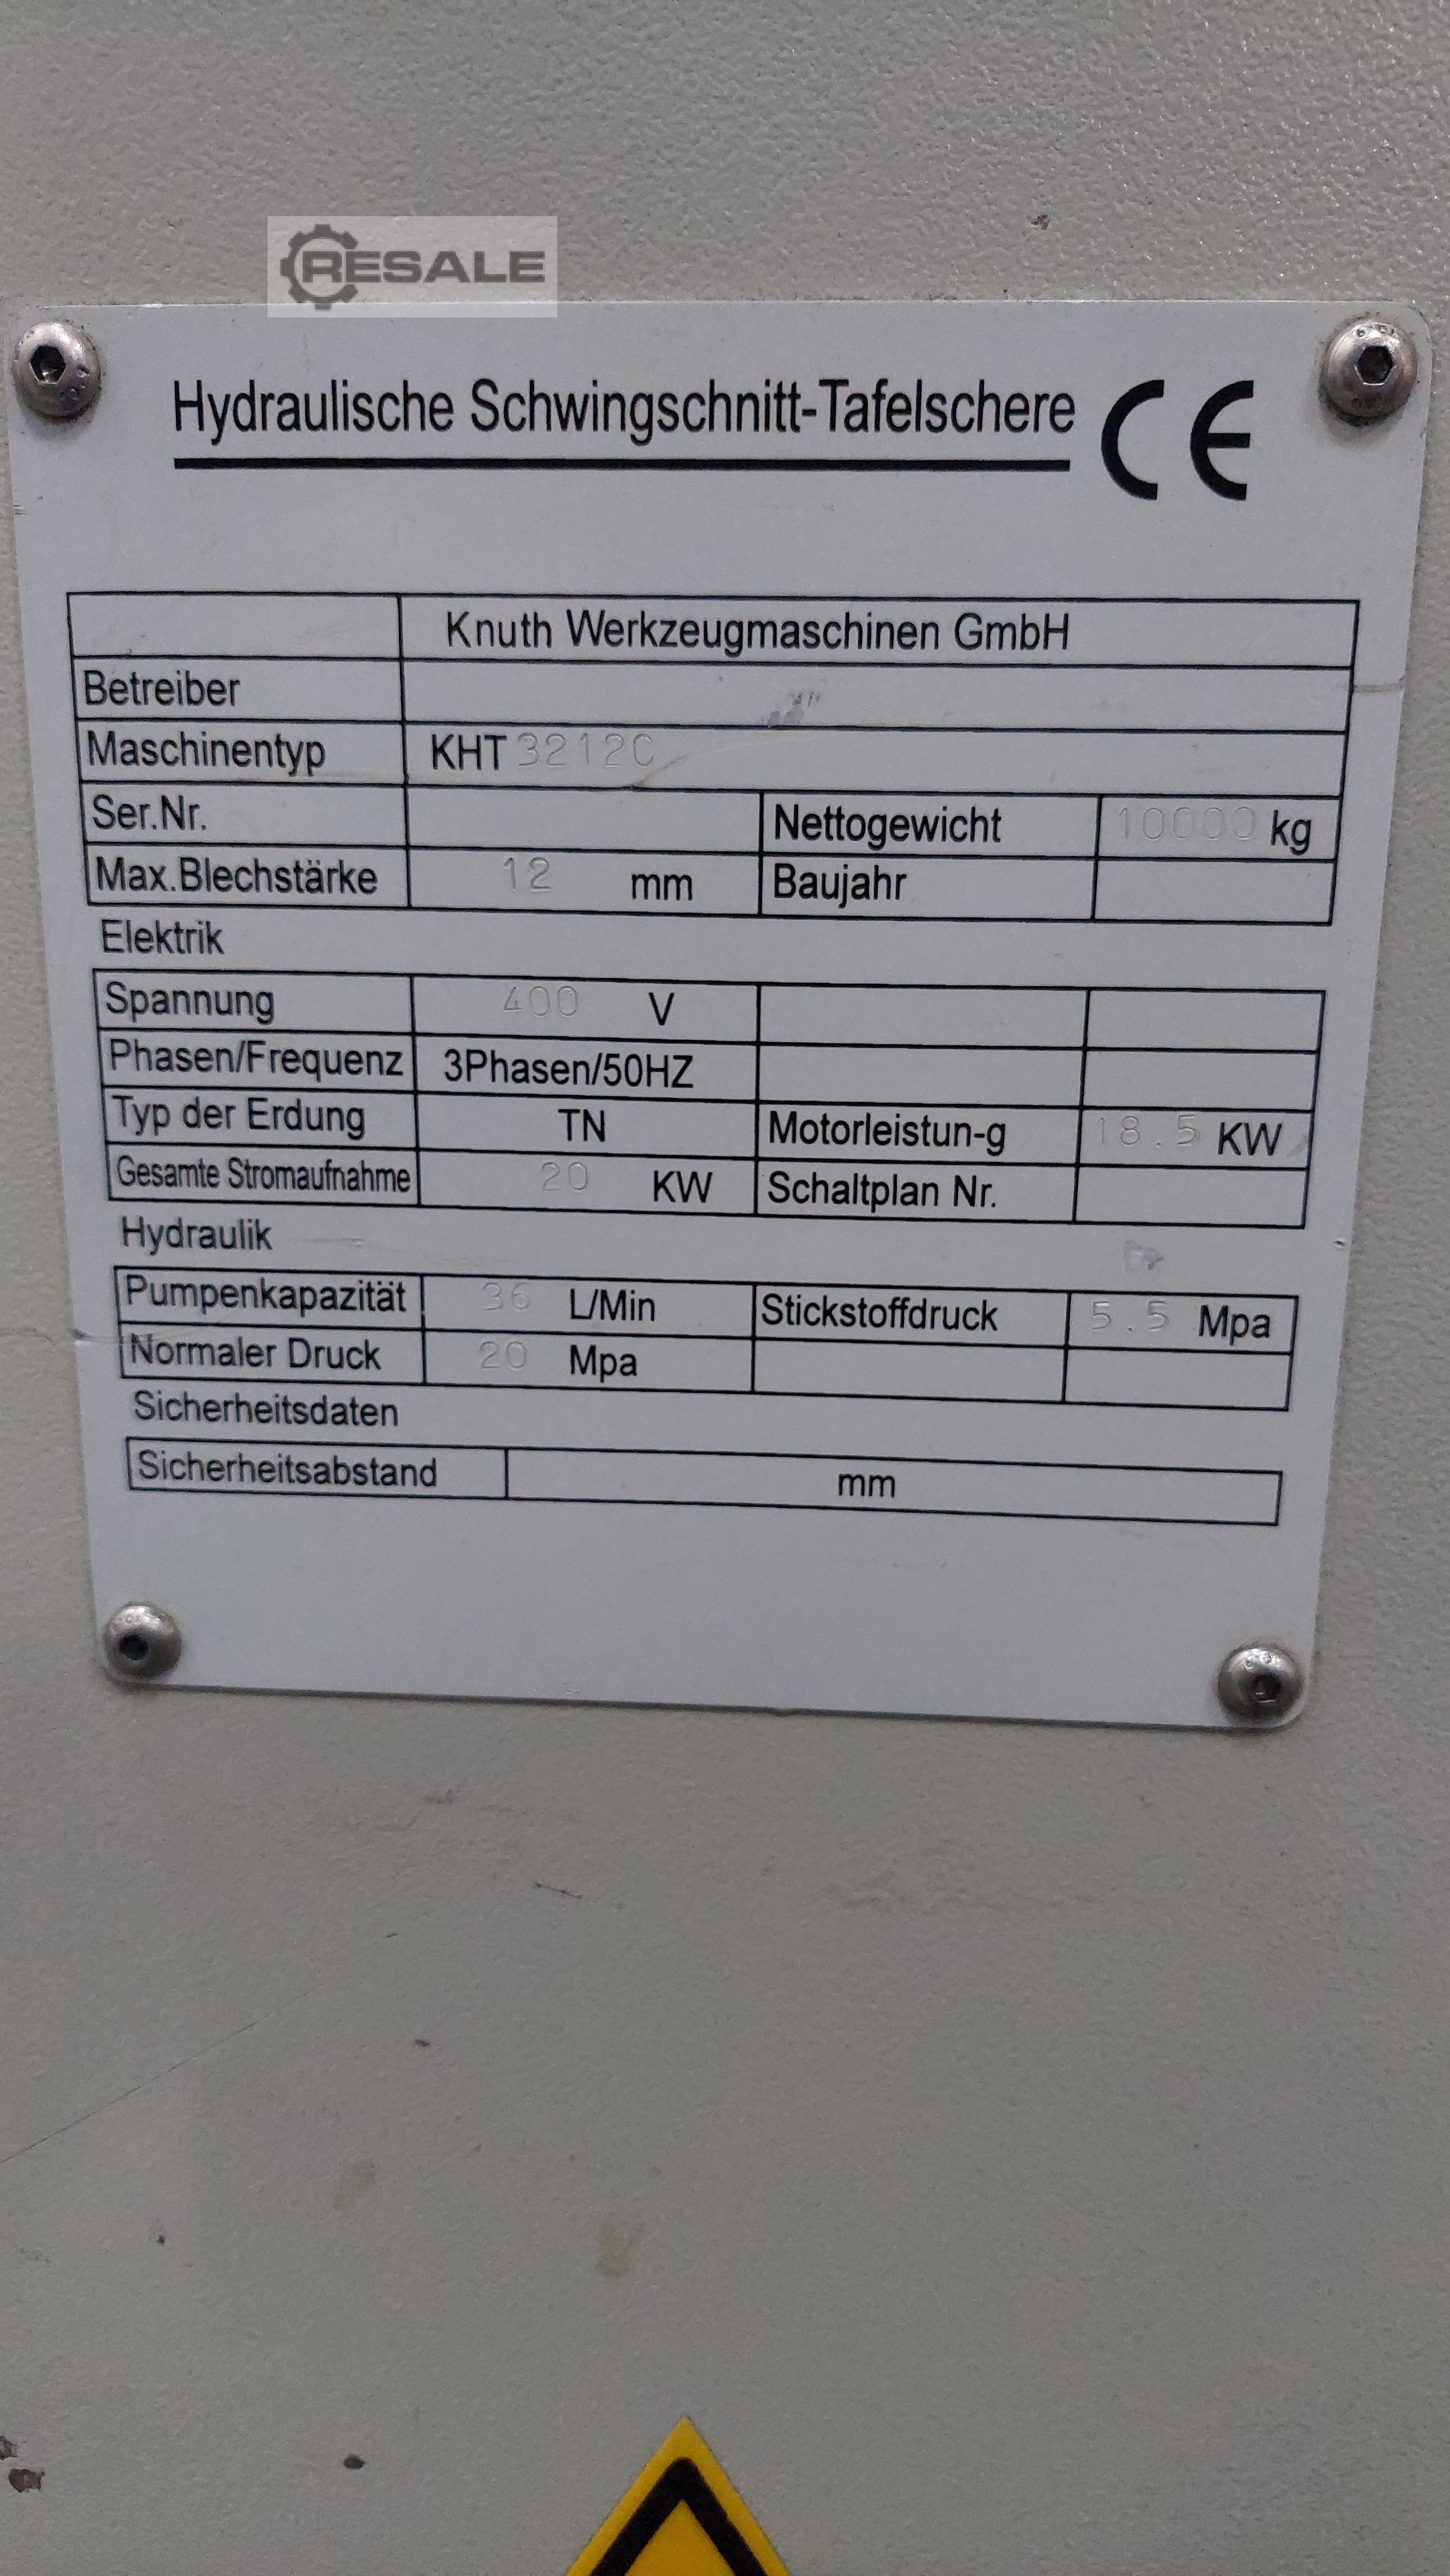 RESALE
Hydraulische Schwingschnitt-Tafelschere CE
Knuth Werkzeugmaschinen GmbH
Betreiber
Maschinentyp KHT 3212C
Ser.Nr. Nettogewicht 10000 kg
Max.Blechstärke 12 mm Baujahr
Elektrik
Spannung 400 V
Phasen/Frequenz 3Phasen/50HZ
Typ der Erdung TN Motorleistun-g 18.5 KW
Gesamte Stromaufnahme 20 KW Schaltplan Nr.
Hydraulik
Pumpenkapazität 36 L/Min Stickstoffdruck 5.5 Mpa
Normaler Druck 20 Mpa
Sicherheitsdaten
Sicherheitsabstand mm